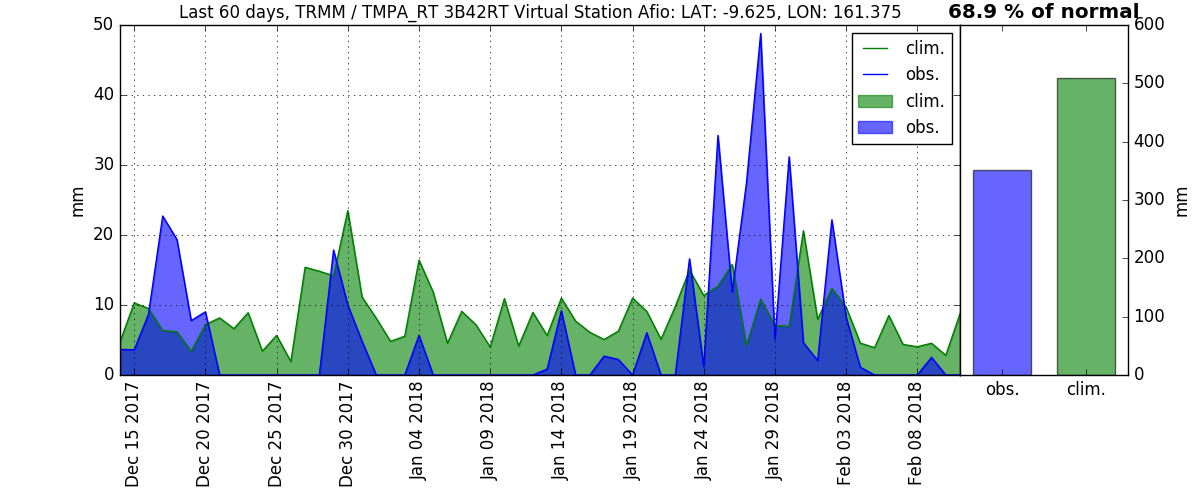 Last 60 days, TRMM / TMPA_RT 3B42RT Virtual Station Afio: LAT: -9.625, LON: 161.375
68.9 % of normal
50
40
30
20
10
0
mm
clim.
obs.
clim.
obs.
Dec 15 2017
Dec 20 2017
Dec 25 2017
Dec 30 2017
Jan 04 2018
Jan 09 2018
Jan 14 2018
Jan 19 2018
Jan 24 2018
Jan 29 2018
Feb 03 2018
Feb 08 2018
600
500
400
300
200
100
0
mm
obs.
clim.